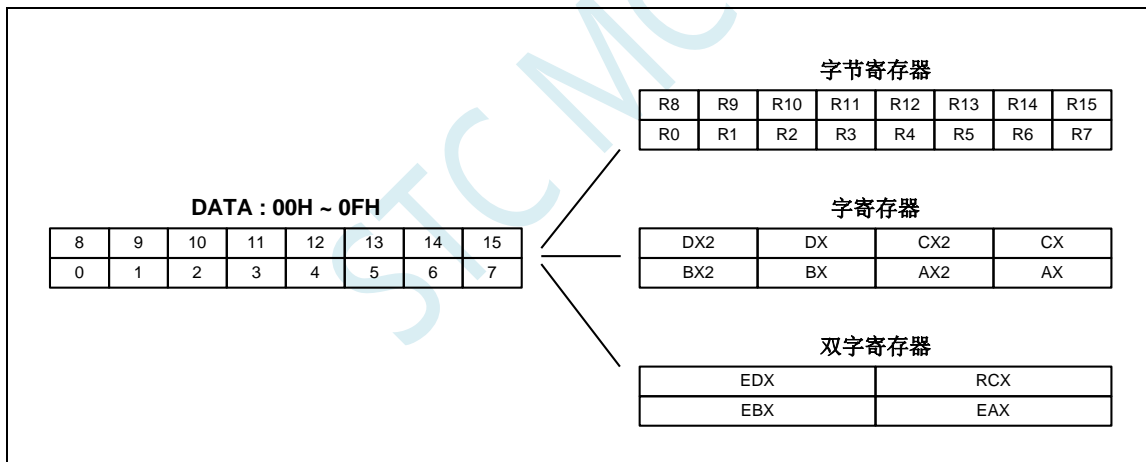 STC MC
字节寄存器
R8 R9 R10 R11 R12 R13 R14 R15
R0 R1 R2 R3 R4 R5 R6 R7
DATA : 00H ~ 0FH
8 9 10 11 12 13 14 15
0 1 2 3 4 5 6 7
字寄存器
DX2 DX CX2 CX
BX2 BX AX2 AX
双字寄存器
EDX RCX
EBX EAX